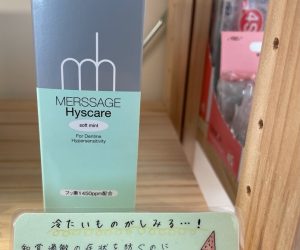 MERSSAGE
Hyscare
soft mint
For Dentine
Hypersensitivity
フッ素1450ppm配合
冷たいものがしみる…!
知覚過敏の症状を防ぐのに